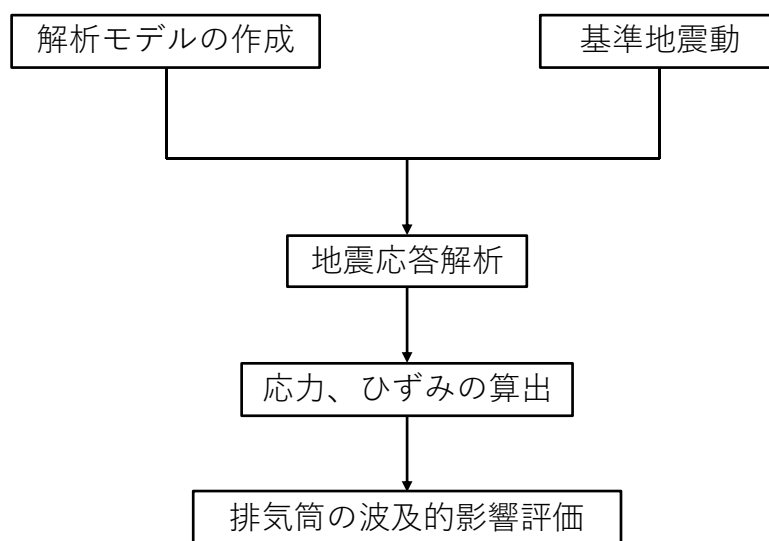 解析モデルの作成
基準地震動
地震応答解析
応力、ひずみの算出
排気筒の波及的影響評価